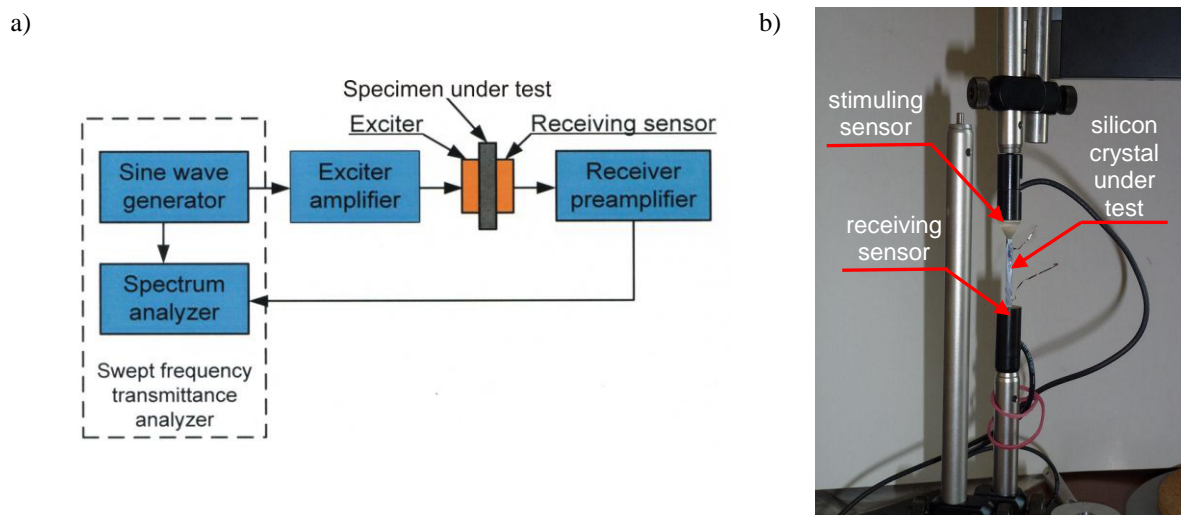 a)
b)
Specimen under test
Exciter
Receiving sensor
Sine wave
generator
Exciter
amplifier
Receiver
preamplifier
Spectrum
analyzer
Swept frequency
transmittance
analyzer
stimuling
sensor
silicon
crystal
under
test
receiving
sensor